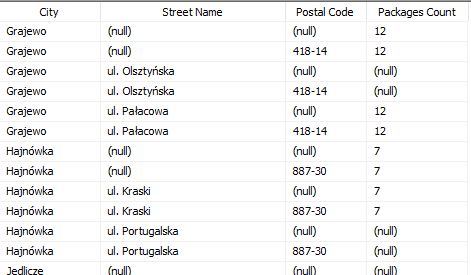 City Street Name Postal Code Packages Count
Grajewo (null) (null) 12
Grajewo (null) 418-14 12
Grajewo ul. Olsztyńska (null) (null)
Grajewo ul. Olsztyńska 418-14 (null)
Grajewo ul. Pałacowa (null) 12
Grajewo ul. Pałacowa 418-14 12
Hajnówka (null) (null) 7
Hajnówka (null) 887-30 7
Hajnówka ul. Kraski (null) 7
Hajnówka ul. Kraski 887-30 7
Hajnówka ul. Portugalska (null) (null)
Hajnówka ul. Portugalska 887-30 (null)
Jedlicze (null) (null) (null)